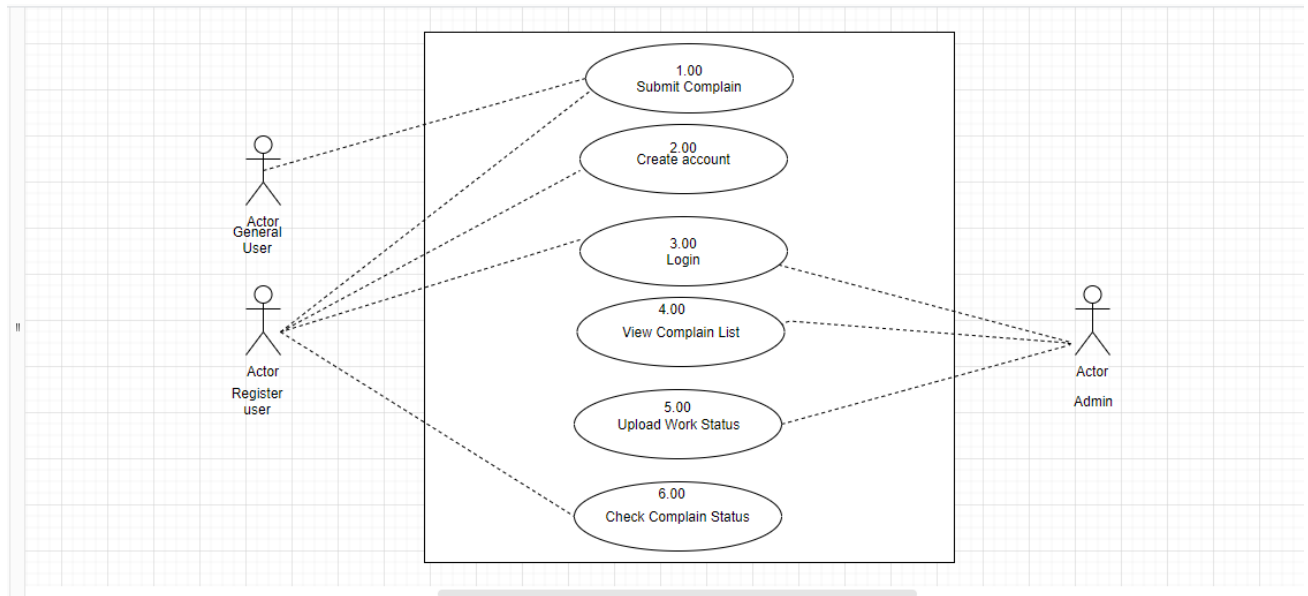 1.00
Submit Complain
2.00
Create account
Actor
General
User
3.00
Login
4.00
View Complain List
Actor
Register
user
Actor
Admin
5.00
Upload Work Status
6.00
Check Complain Status